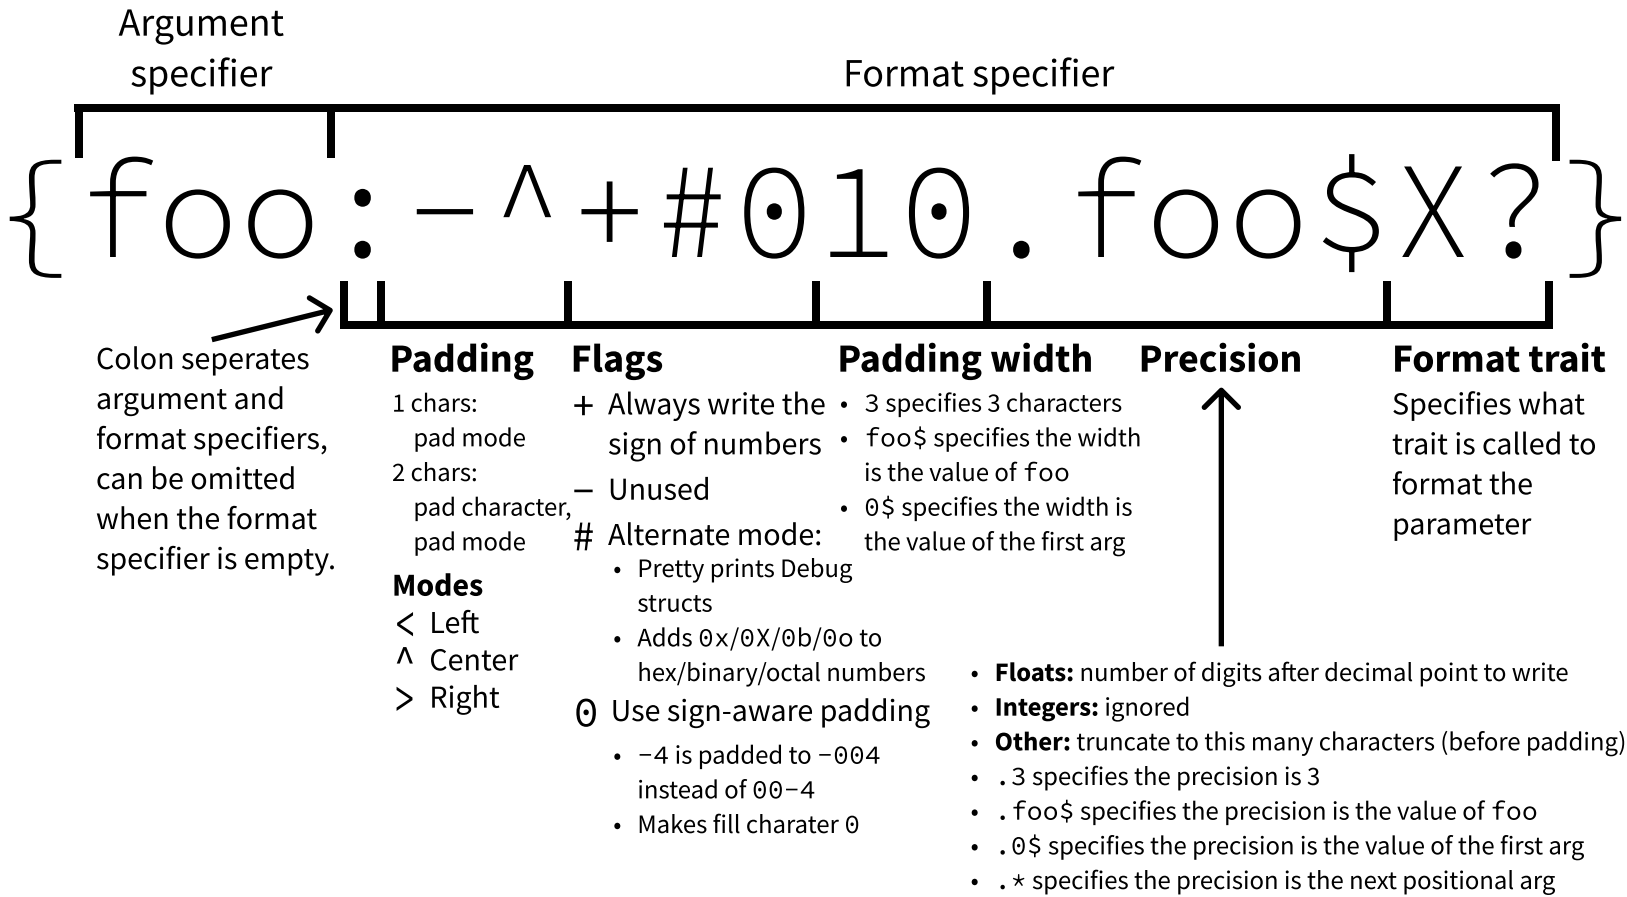 Argument
specifier
Format specifier
{foo:-^+#010.foo$X?}
Colon seperates
argument and
format specifiers,
can be omitted
when the format
specifier is empty.
Padding
1 chars:
pad mode
2 chars:
pad character,
pad mode
Modes
< Left
^ Center
> Right
Flags
+ Always write the
sign of numbers
− Unused
# Alternate mode:
• Pretty prints Debug
structs
• Adds 0x/0X/0b/0o to
hex/binary/octal numbers
0 Use sign-aware padding
• -4 is padded to -004
instead of 00-4
• Makes fill charater 0
Padding width
• 3 specifies 3 characters
• foo$ specifies the width
is the value of foo
• 0$ specifies the width is
the value of the first arg
Precision
• Floats: number of digits after decimal point to write
• Integers: ignored
• Other: truncate to this many characters (before padding)
• .3 specifies the precision is 3
• .foo$ specifies the precision is the value of foo
• .0$ specifies the precision is the value of the first arg
• .* specifies the precision is the next positional arg
Format trait
Specifies what
trait is called to
format the
parameter